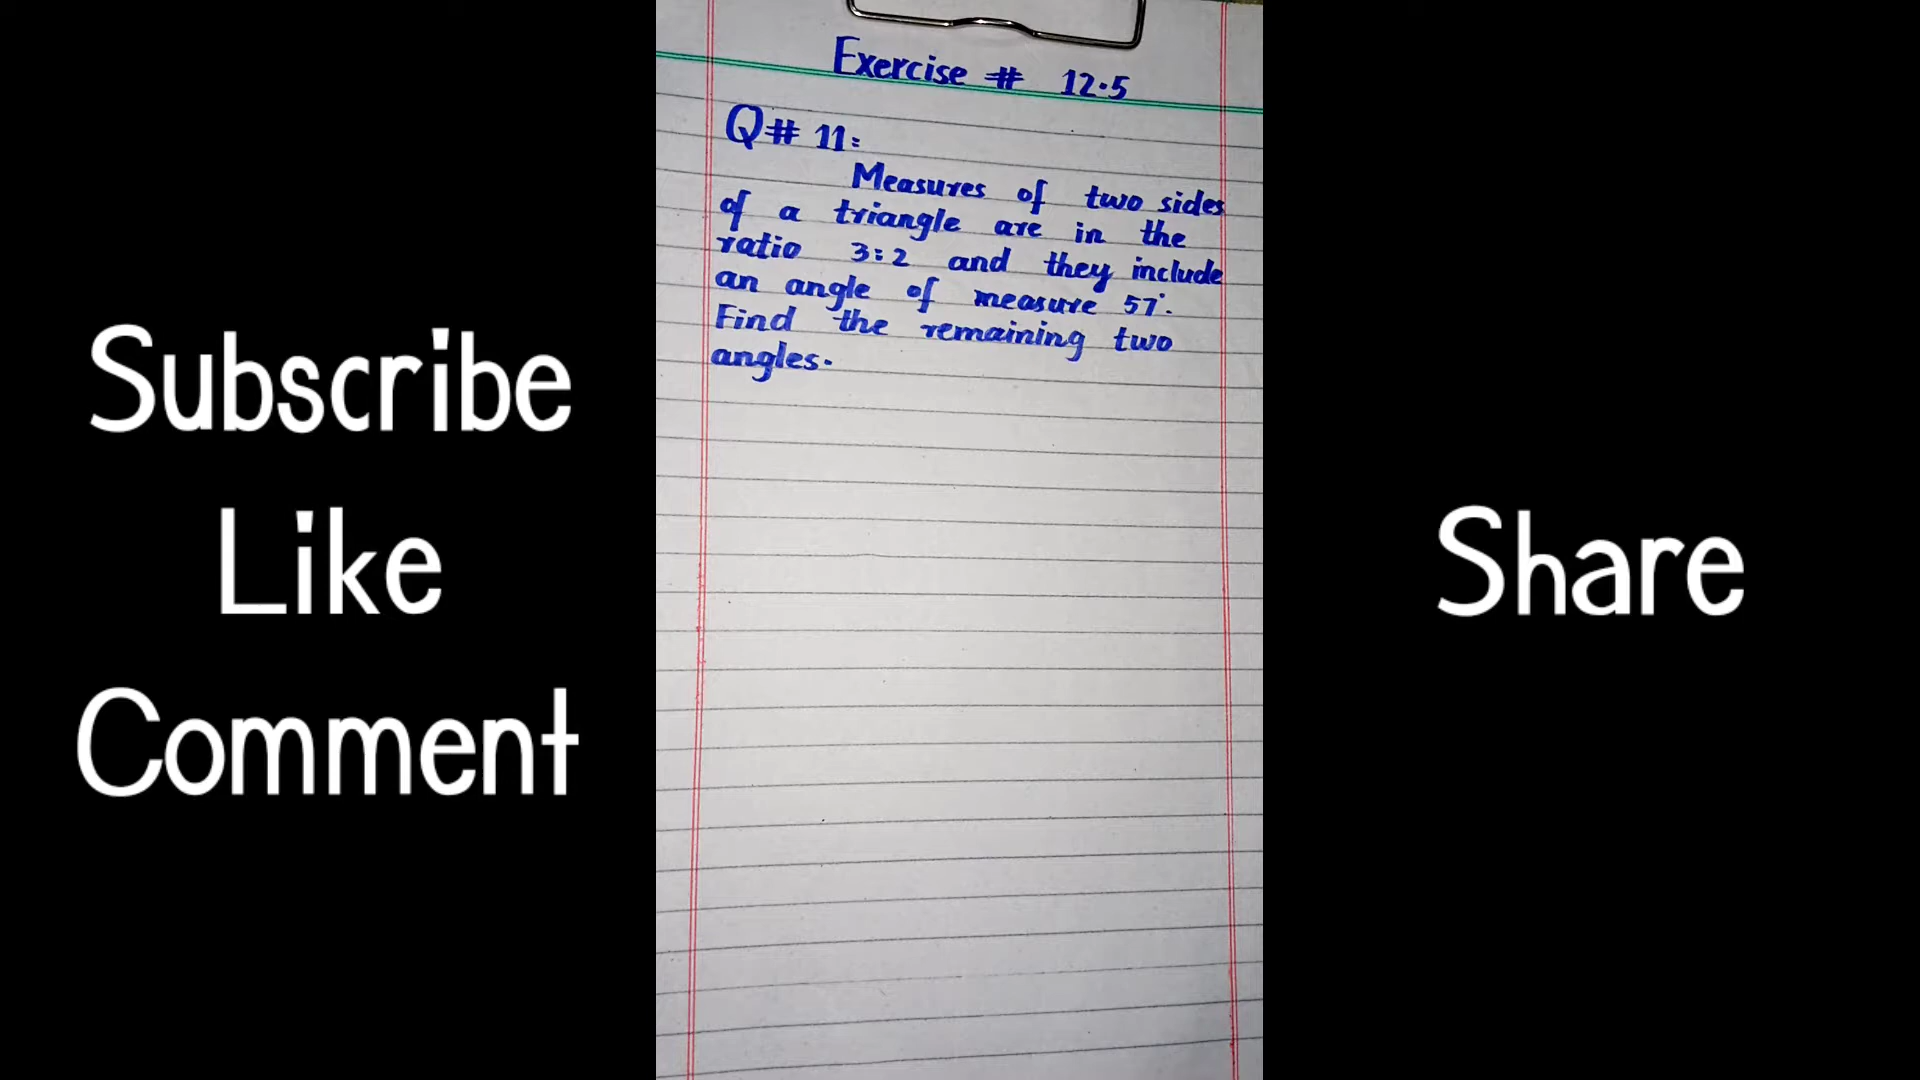 Subscribe
Like
Comment
Exercise # 12.5
Q# 11:
Measures of two sides
of a triangle are in the
ratio 3:2 and they include
an angle of measure 57°.
Find the remaining two
angles.
Share